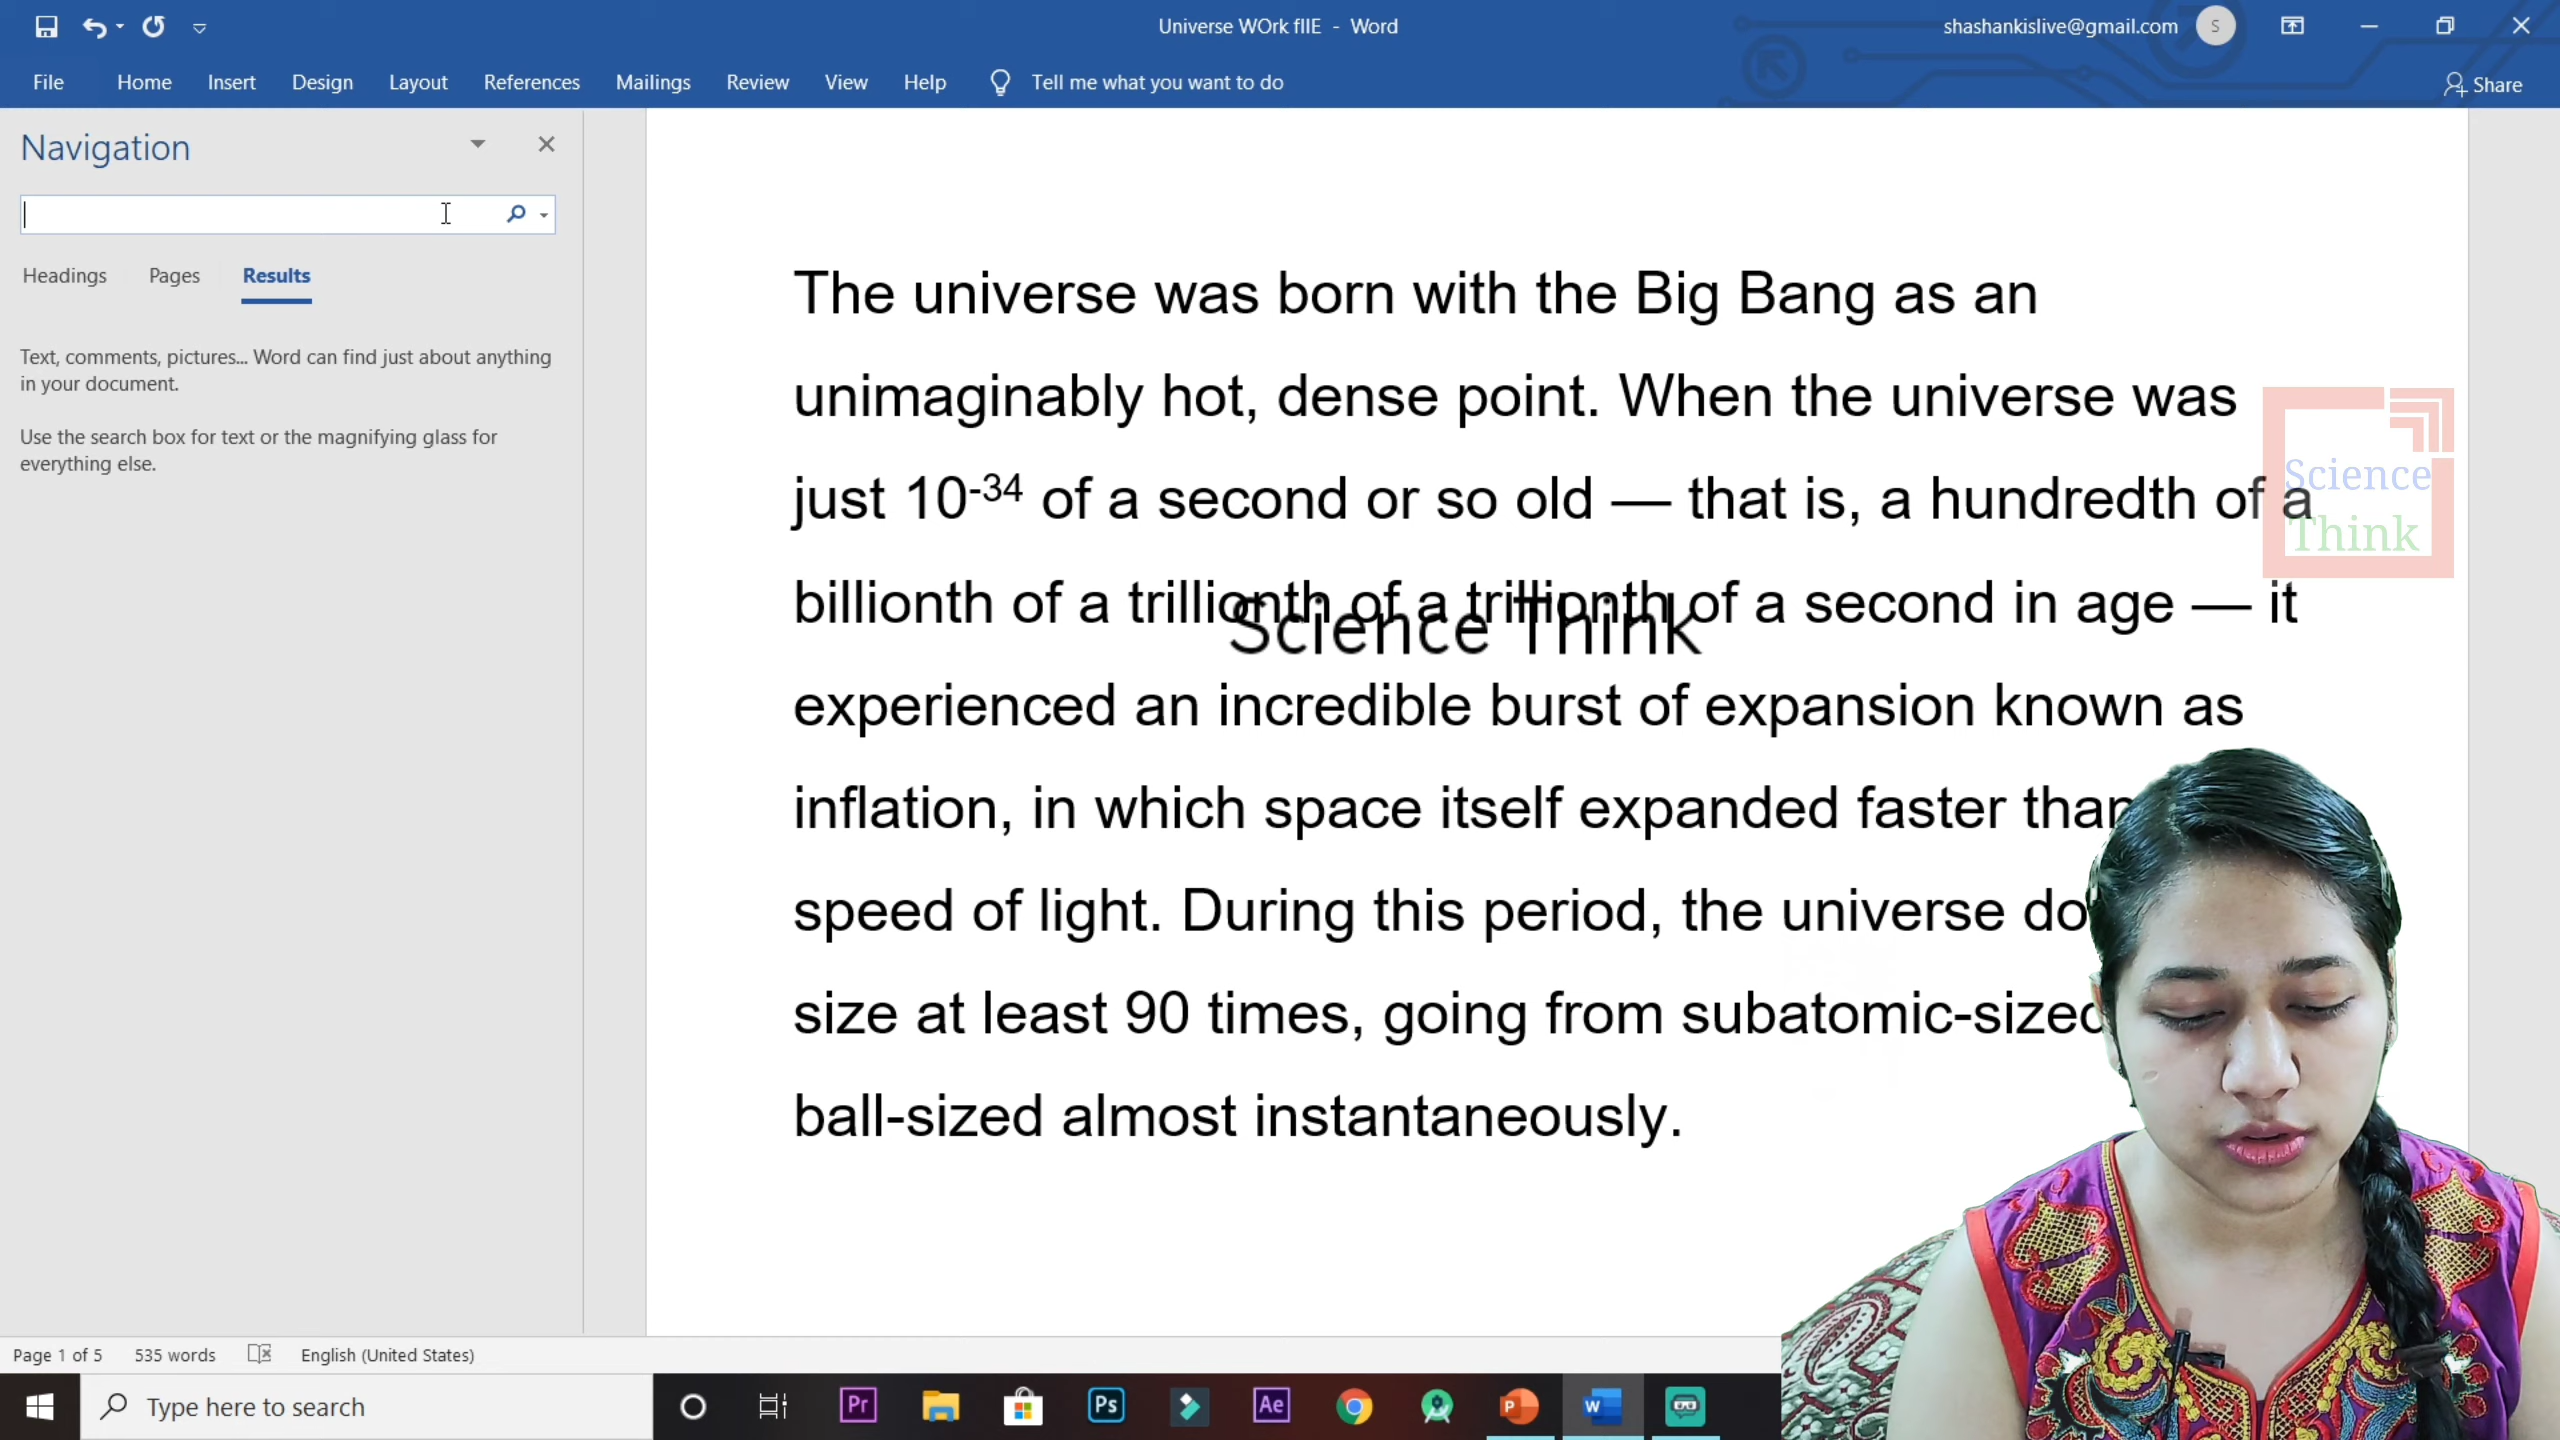 Universe WOrk fIIE - Word
shashankislive@gmail.com
S
File Home Insert Design Layout References Mailings Review View Help Tell me what you want to do
Share
Navigation
Headings Pages Results
Text, comments, pictures... Word can find just about anything
in your document.
Use the search box for text or the magnifying glass for
everything else.
The universe was born with the Big Bang as an
unimaginably hot, dense point. When the universe was
just 10-34 of a second or so old — that is, a hundredth of a
billionth of a trillionth of a trillionth of a second in age — it
experienced an incredible burst of expansion known as
inflation, in which space itself expanded faster than
speed of light. During this period, the universe do
size at least 90 times, going from subatomic-sized
ball-sized almost instantaneously.
Science
Think
Science Think
Page 1 of 5 535 words English (United States)
Type here to search
Pr
Ps
Ae
P
W